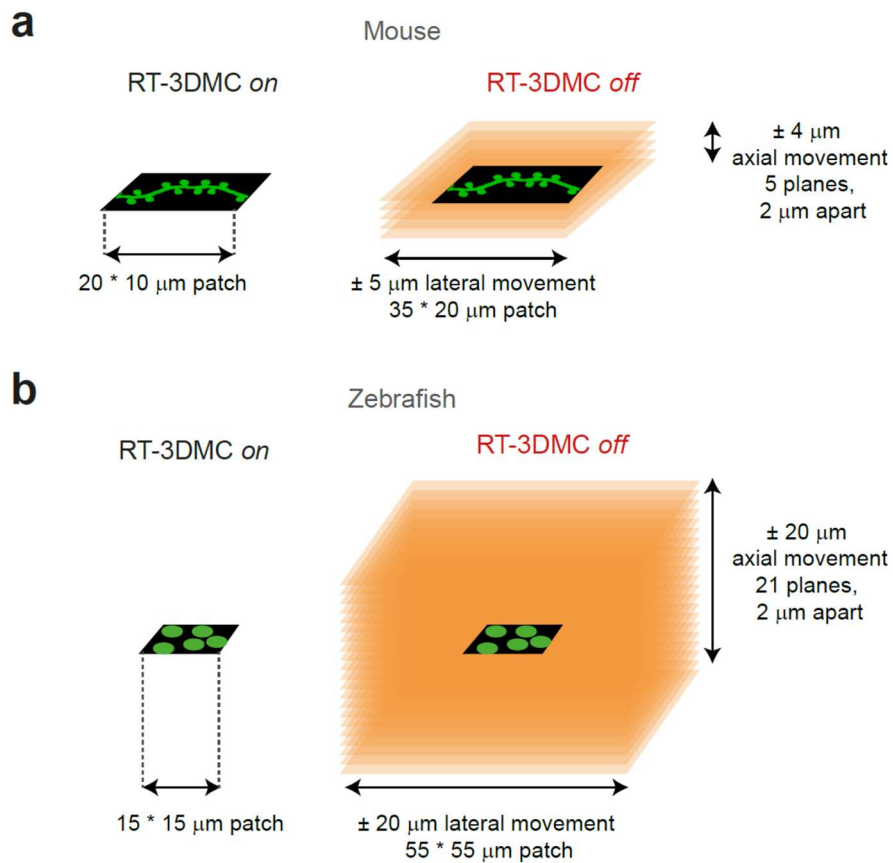 a
Mouse
RT-3DMC on
RT-3DMC off
± 4 μm
axial movement
5 planes,
2 μm apart
20 * 10 μm patch
± 5 μm lateral movement
35 * 20 μm patch
b
Zebrafish
RT-3DMC on
RT-3DMC off
± 20 μm
axial movement
21 planes,
2 μm apart
15 * 15 μm patch
± 20 μm lateral movement
55 * 55 μm patch